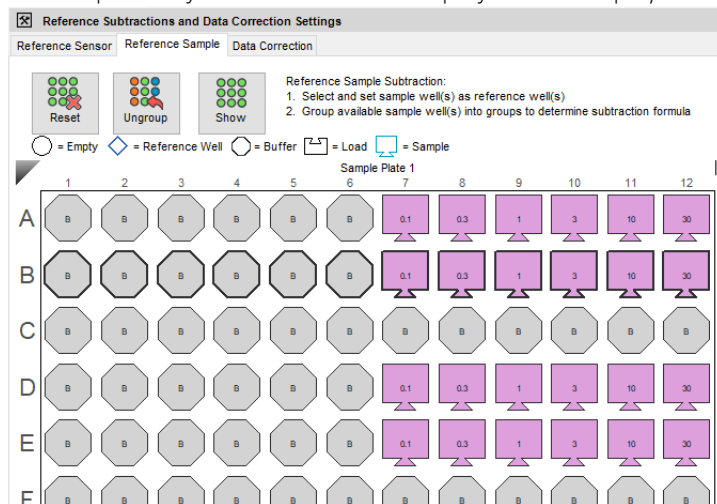 Reference Subtractions and Data Correction Settings
Reference Sensor Reference Sample Data Correction
Reset Ungroup Show
Reference Sample Subtraction:
1. Select and set sample well(s) as reference well(s)
2. Group available sample well(s) into groups to determine subtraction formula
= Empty = Reference Well = Buffer = Load = Sample
Sample Plate 1
1 2 3 4 5 6 7 8 9 10 11 12
A B B B B B B 0.1 0.3 1 3 10 30
B B B B B B B 0.1 0.3 1 3 10 30
C B B B B B B B B B B B B
D B B B B B B 0.1 0.3 1 3 10 30
E B B B B B B 0.1 0.3 1 3 10 30
F B B B B B B B B B B B B